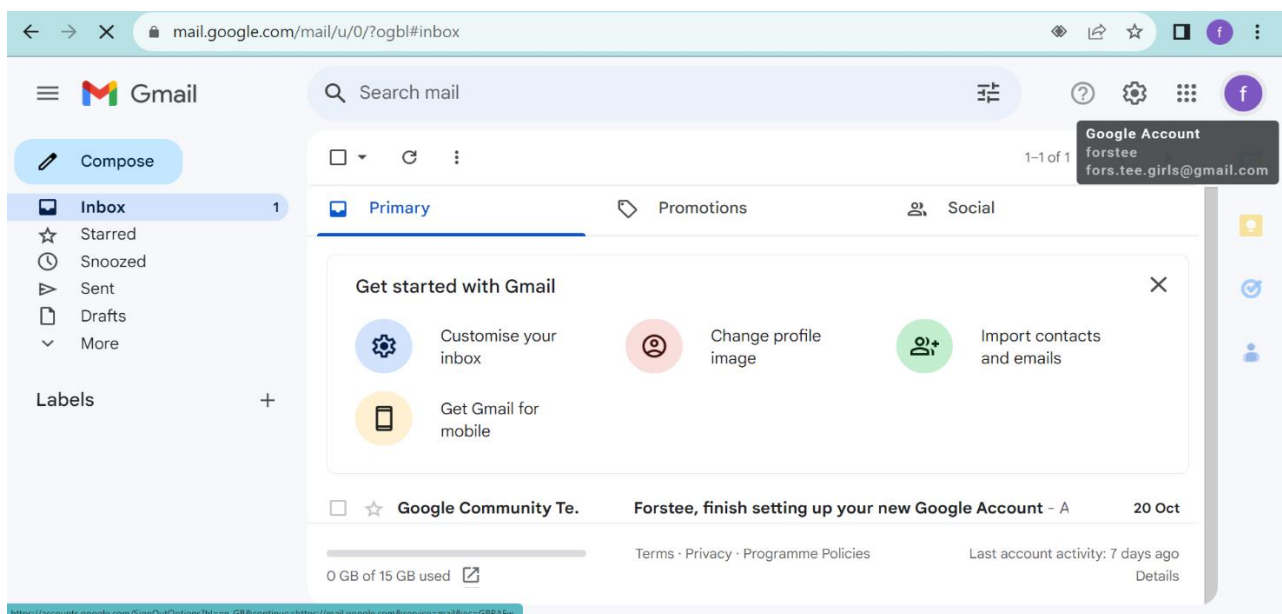 mail.google.com/mail/u/0/?ogbl#inbox
f
Gmail
Search mail
f
Google Account
forstee
fors.tee.girls@gmail.com
Compose
1–1 of 1
Inbox 1
Starred
Snoozed
Sent
Drafts
More
Labels
Primary
Promotions
Social
Get started with Gmail
Customise your
inbox
Change profile
image
Import contacts
and emails
Get Gmail for
mobile
Google Community Te. Forstee, finish setting up your new Google Account - A 20 Oct
0 GB of 15 GB used
Terms · Privacy · Programme Policies
Last account activity: 7 days ago
Details